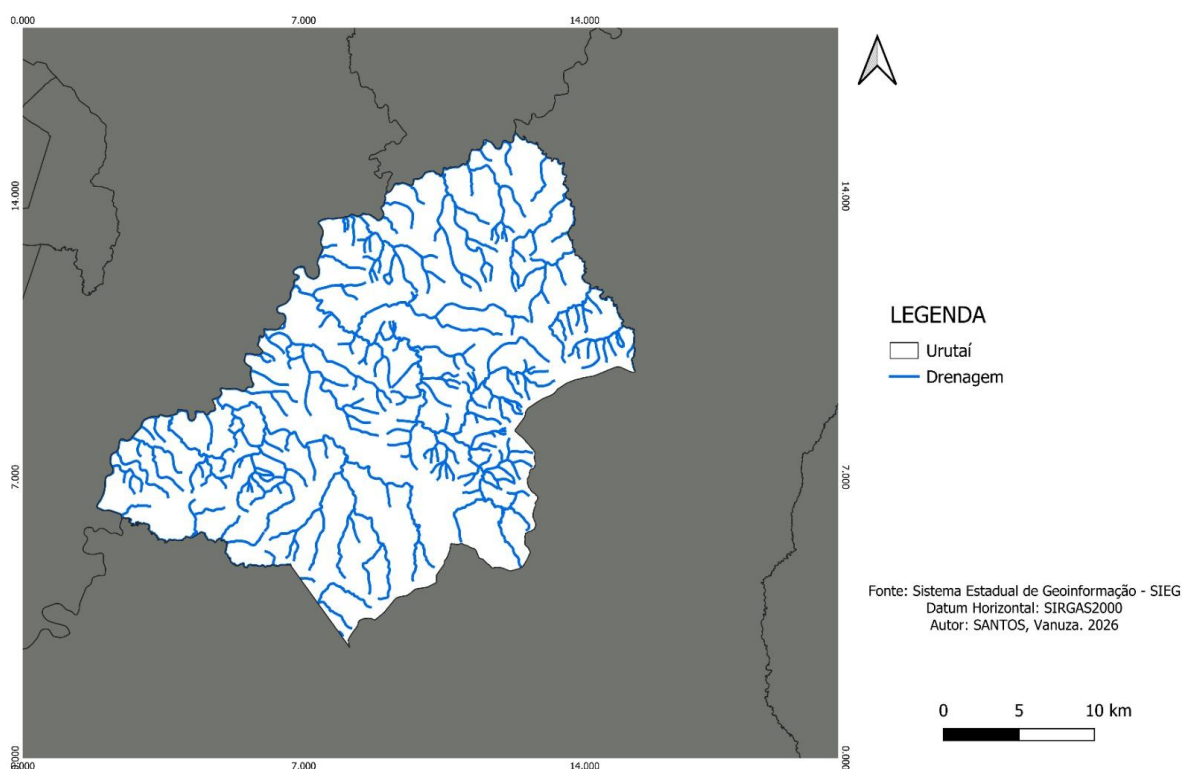 0.000
7.000
14.000
14.000
14.000
LEGENDA
Urutaí
Drenagem
7.000
7.000
Fonte: Sistema Estadual de Geoinformação - SIEG
Datum Horizontal: SIRGAS2000
Autor: SANTOS, Vanuza. 2026
0 5 10 km
0.000
7.000
14.000